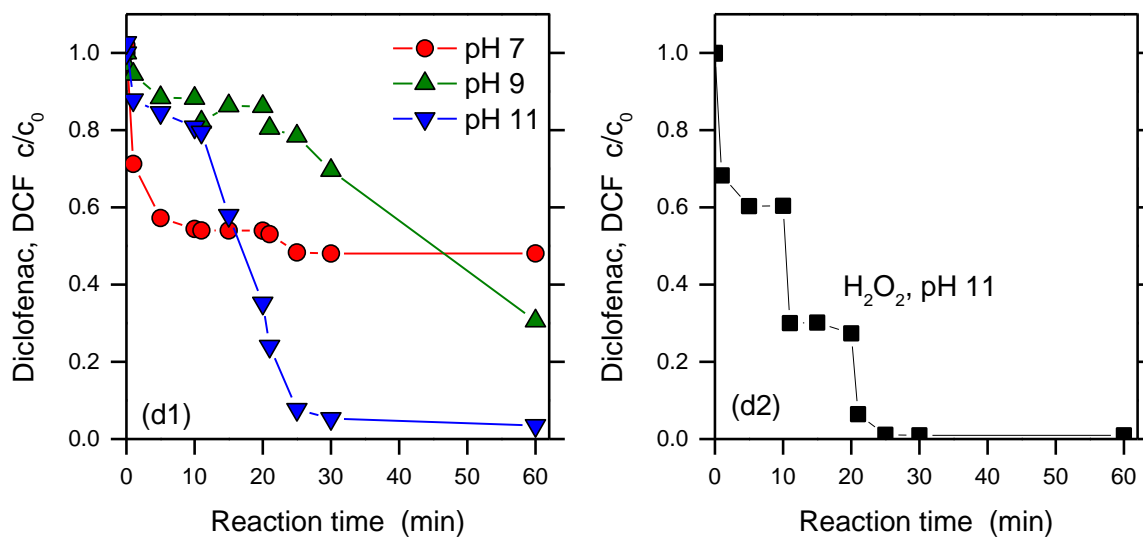 1.0
0.8
0.6
0.4
0.2
0.0
Diclofenac, DCF c/c₀
pH 7
pH 9
pH 11
(d1)
0 10 20 30 40 50 60
Reaction time (min)
1.0
0.8
0.6
0.4
0.2
0.0
Diclofenac, DCF c/c₀
H₂O₂, pH 11
(d2)
0 10 20 30 40 50 60
Reaction time (min)